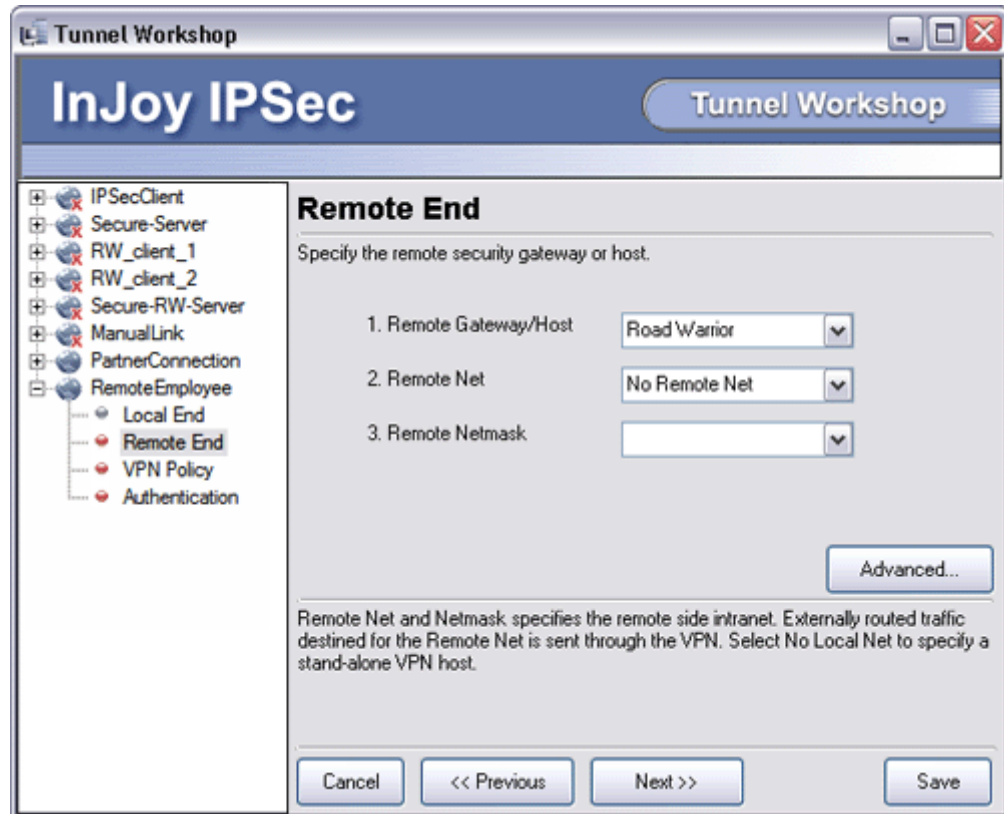 Tunnel Workshop
InJoy IPSec
Tunnel Workshop
IPSecClient
Secure-Server
RW_client_1
RW_client_2
Secure-RW-Server
ManualLink
PartnerConnection
RemoteEmployee
Local End
Remote End
VPN Policy
Authentication
Remote End
Specify the remote security gateway or host.
1. Remote Gateway/Host
Road Warrior
2. Remote Net
No Remote Net
3. Remote Netmask
Advanced...
Remote Net and Netmask specifies the remote side intranet. Externally routed traffic
destined for the Remote Net is sent through the VPN. Select No Local Net to specify a
stand-alone VPN host.
Cancel
<< Previous
Next >>
Save